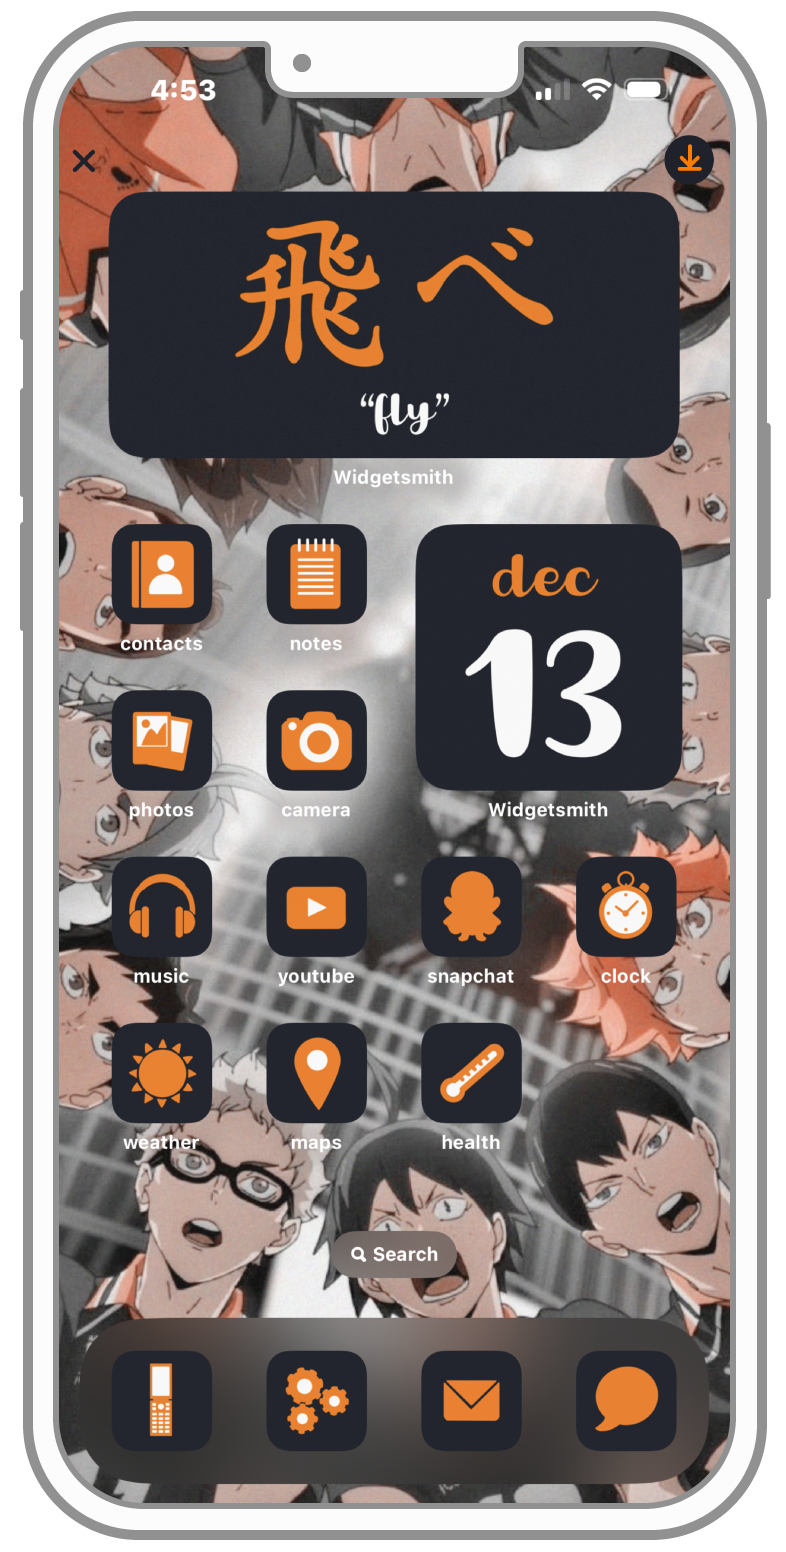 4:53
飛べ
“fly”
Widgetsmith
contacts
notes
dec
13
photos
camera
Widgetsmith
music
youtube
snapchat
clock
weather
maps
health
Search